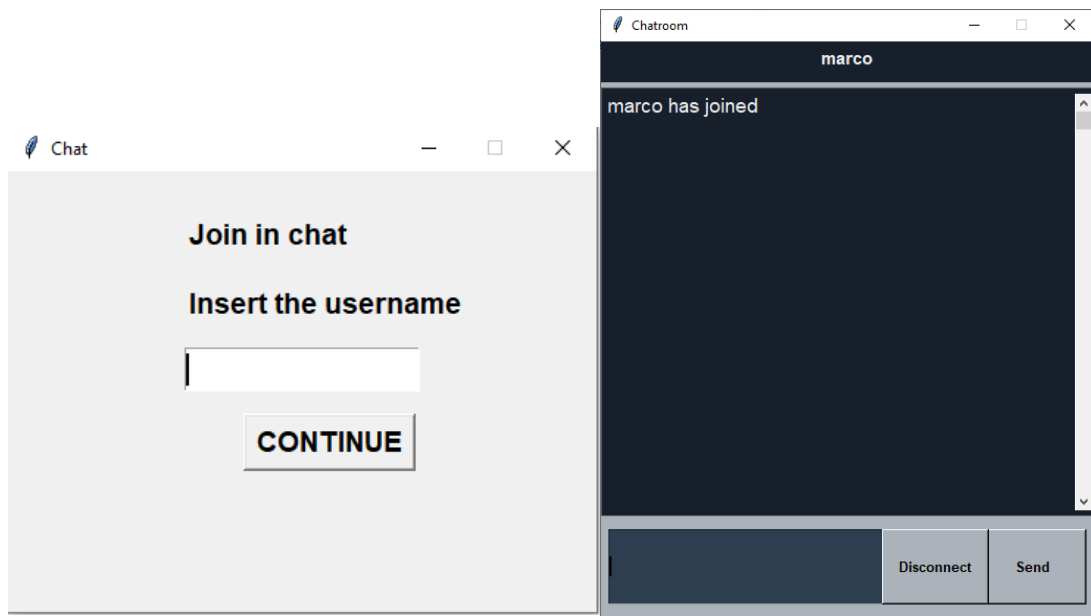 Chat
Join in chat
Insert the username
CONTINUE
Chatroom
marco
marco has joined
Disconnect
Send